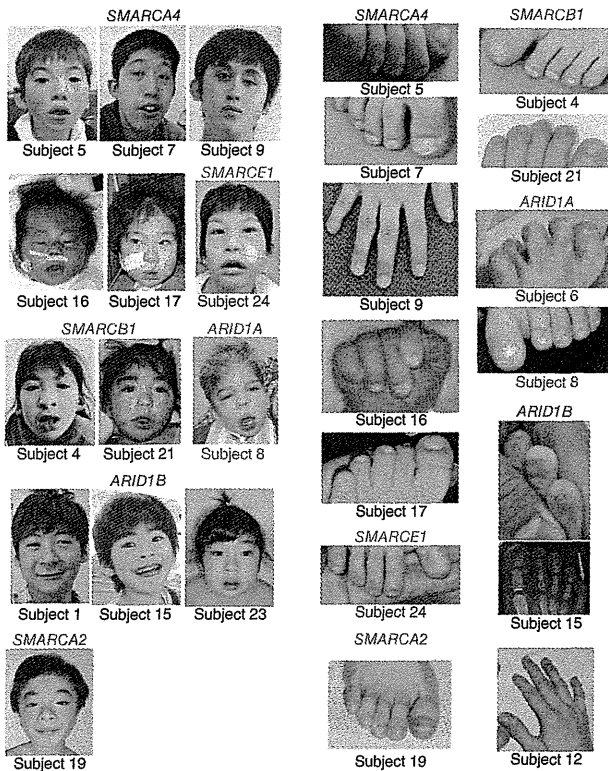 SMARCA4
Subject 5
Subject 7
Subject 9
SMARCE1
Subject 16
Subject 17
Subject 24
SMARCB1
ARID1A
Subject 4
Subject 21
Subject 8
ARID1B
Subject 1
Subject 15
Subject 23
SMARCA2
Subject 19
SMARCA4
Subject 5
Subject 7
Subject 9
Subject 16
Subject 17
SMARCE1
Subject 24
SMARCA2
Subject 19
SMARCB1
Subject 4
Subject 21
ARID1A
Subject 6
Subject 8
ARID1B
Subject 15
Subject 12